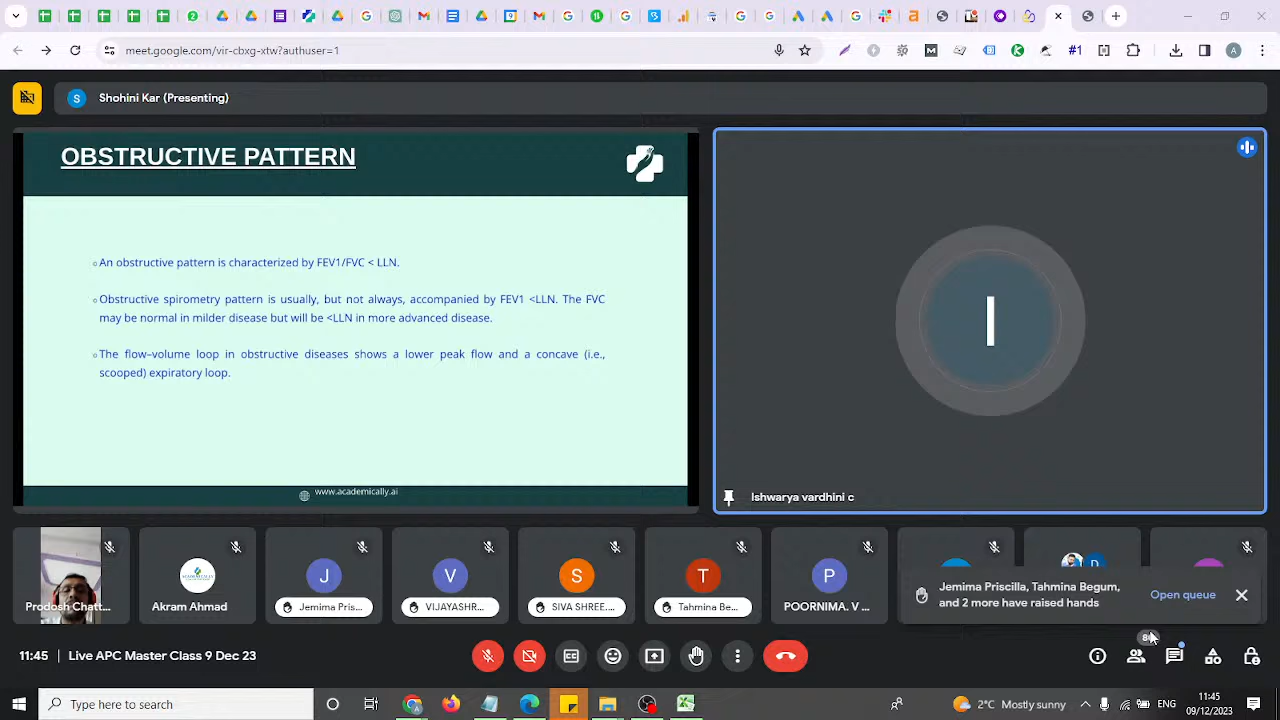 meet.google.com/vir-cbxg-xtw?authuser=1
#1
A
S
Shohini Kar (Presenting)
OBSTRUCTIVE PATTERN
An obstructive pattern is characterized by FEV1/FVC < LLN.
Obstructive spirometry pattern is usually, but not always, accompanied by FEV1 <LLN. The FVC
may be normal in milder disease but will be <LLN in more advanced disease.
The flow–volume loop in obstructive diseases shows a lower peak flow and a concave (i.e.,
scooped) expiratory loop.
www.academically.ai
I
Ishwarya vardhini c
Prodosh Chatt...
Akram Ahmad
J
Jemima Pris...
V
VIJAYASHR...
S
SIVA SHREE....
T
Tahmina Be...
P
POORNIMA. V ...
D
Jemima Priscilla, Tahmina Begum,
and 2 more have raised hands
Open queue
11:45 | Live APC Master Class 9 Dec 23
Type here to search
2°C Mostly sunny
ENG
11:45
09/12/2023